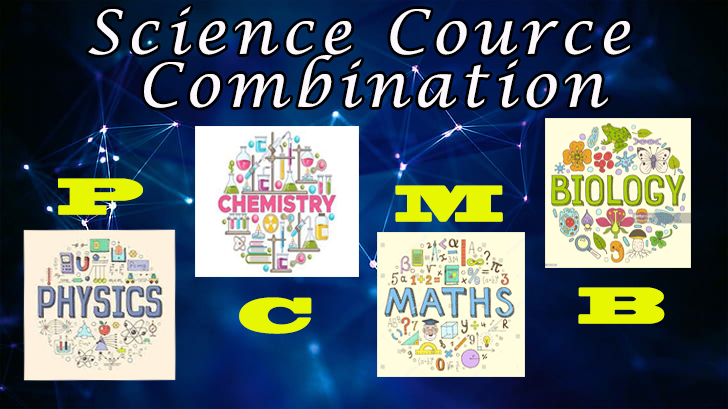 Science Cource
Combination
P
PHYSICS
CHEMISTRY
C
M
MATHS
BIOLOGY
B